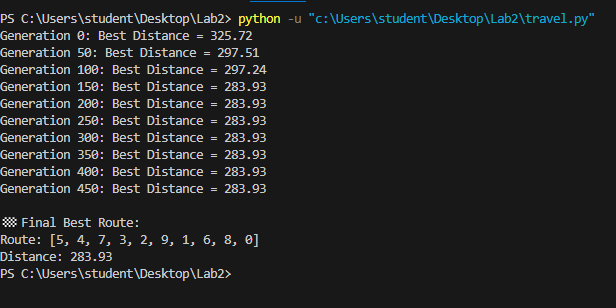 PS C:\Users\student\Desktop\Lab2> python -u "c:\Users\student\Desktop\Lab2\travel.py"
Generation 0: Best Distance = 325.72
Generation 50: Best Distance = 297.51
Generation 100: Best Distance = 297.24
Generation 150: Best Distance = 283.93
Generation 200: Best Distance = 283.93
Generation 250: Best Distance = 283.93
Generation 300: Best Distance = 283.93
Generation 350: Best Distance = 283.93
Generation 400: Best Distance = 283.93
Generation 450: Best Distance = 283.93
🏁 Final Best Route:
Route: [5, 4, 7, 3, 2, 9, 1, 6, 8, 0]
Distance: 283.93
PS C:\Users\student\Desktop\Lab2>